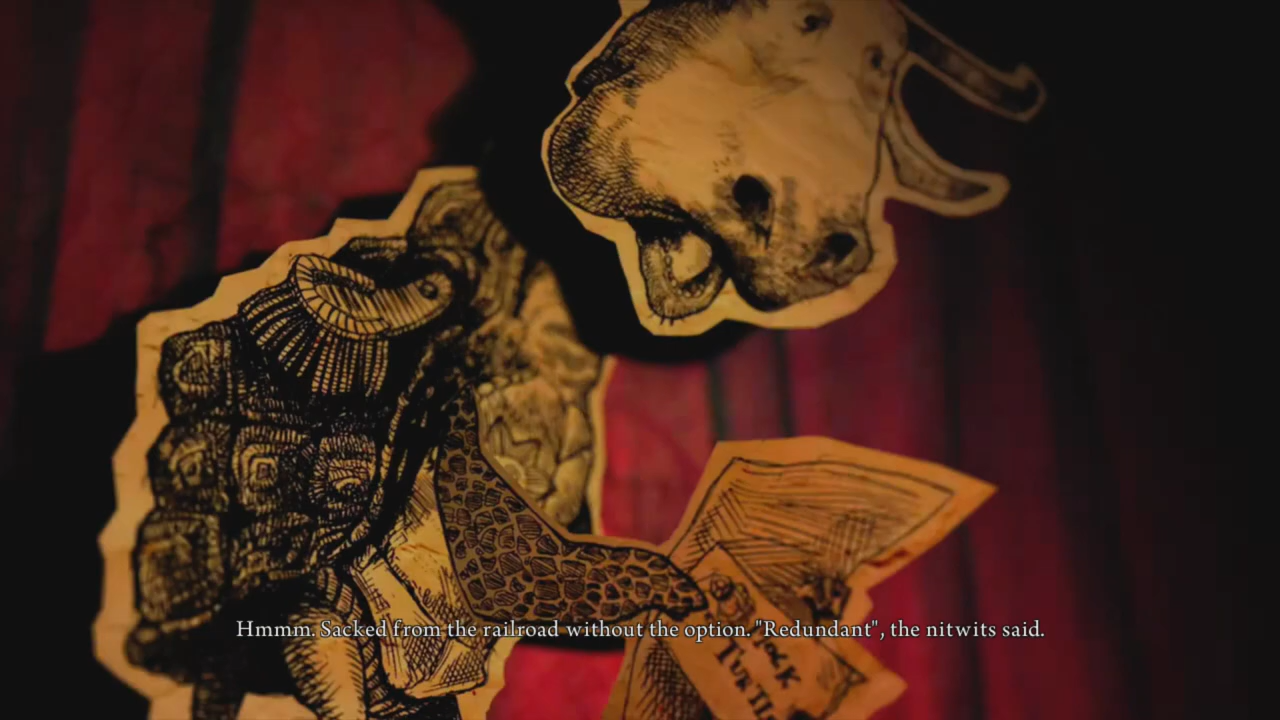 Hmmm. Sacked from the railroad without the option. "Redundant", the nitwits said.